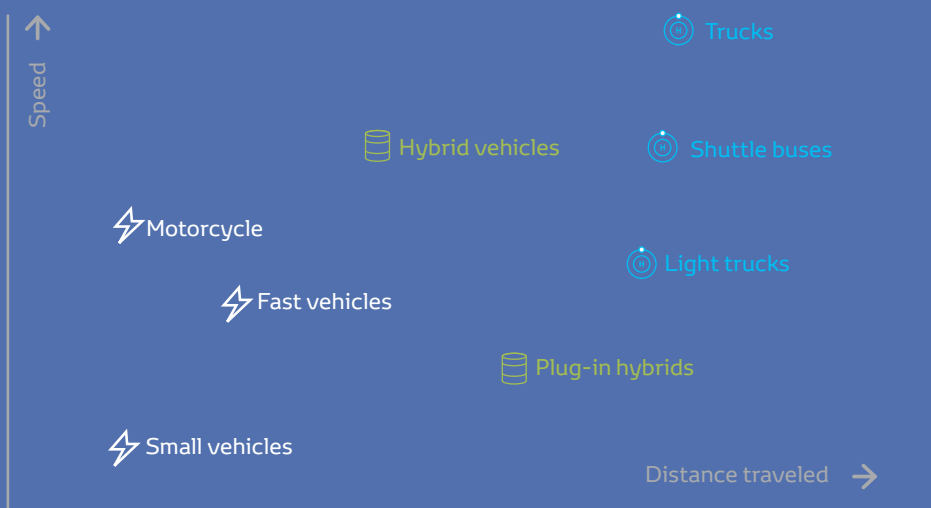 Speed
Trucks
Hybrid vehicles
Shuttle buses
Motorcycle
Light trucks
Fast vehicles
Plug-in hybrids
Small vehicles
Distance traveled
H
H
H